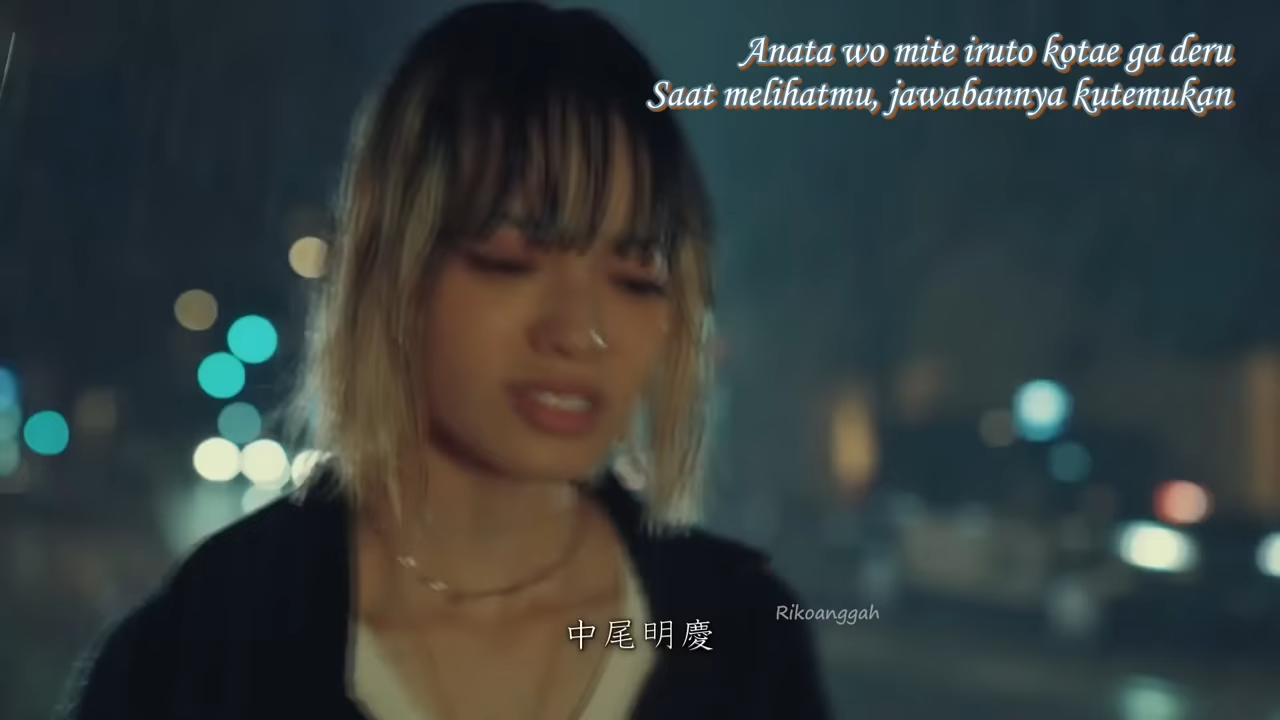 Anata wo mite iruto kotae ga deru
Saat melihatmu, jawabannya kutemukan
Rikoanggah
中尾明慶